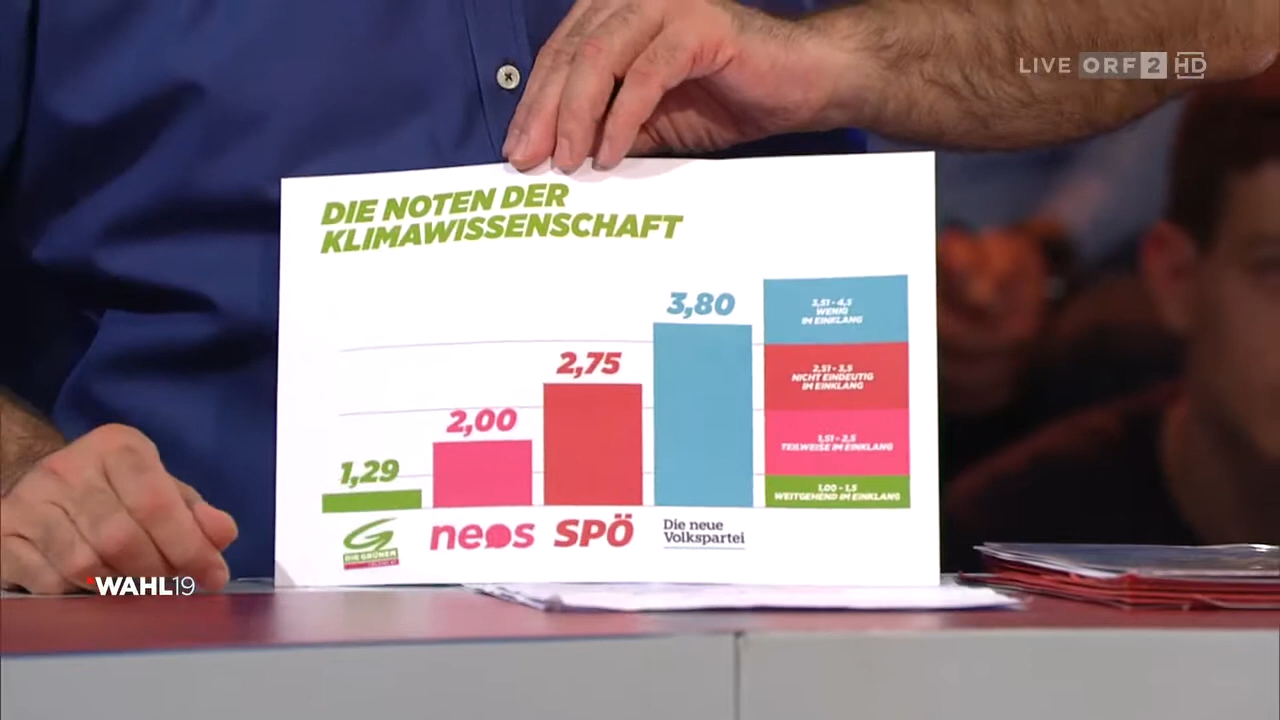 LIVE ORF 2 HD
DIE NOTEN DER
KLIMAWISSENSCHAFT
3,80
2,75
2,00
1,29
3,51 - 4,5
WENIG
IM EINKLANG
2,51 - 3,5
NICHT EINDEUTIG
IM EINKLANG
1,51 - 2,5
TEILWEISE IM EINKLANG
1,00 - 1,5
WEITGEHEND IM EINKLANG
DIE GRÜNEN
neos
SPÖ
Die neue
Volkspartei
WAHL19